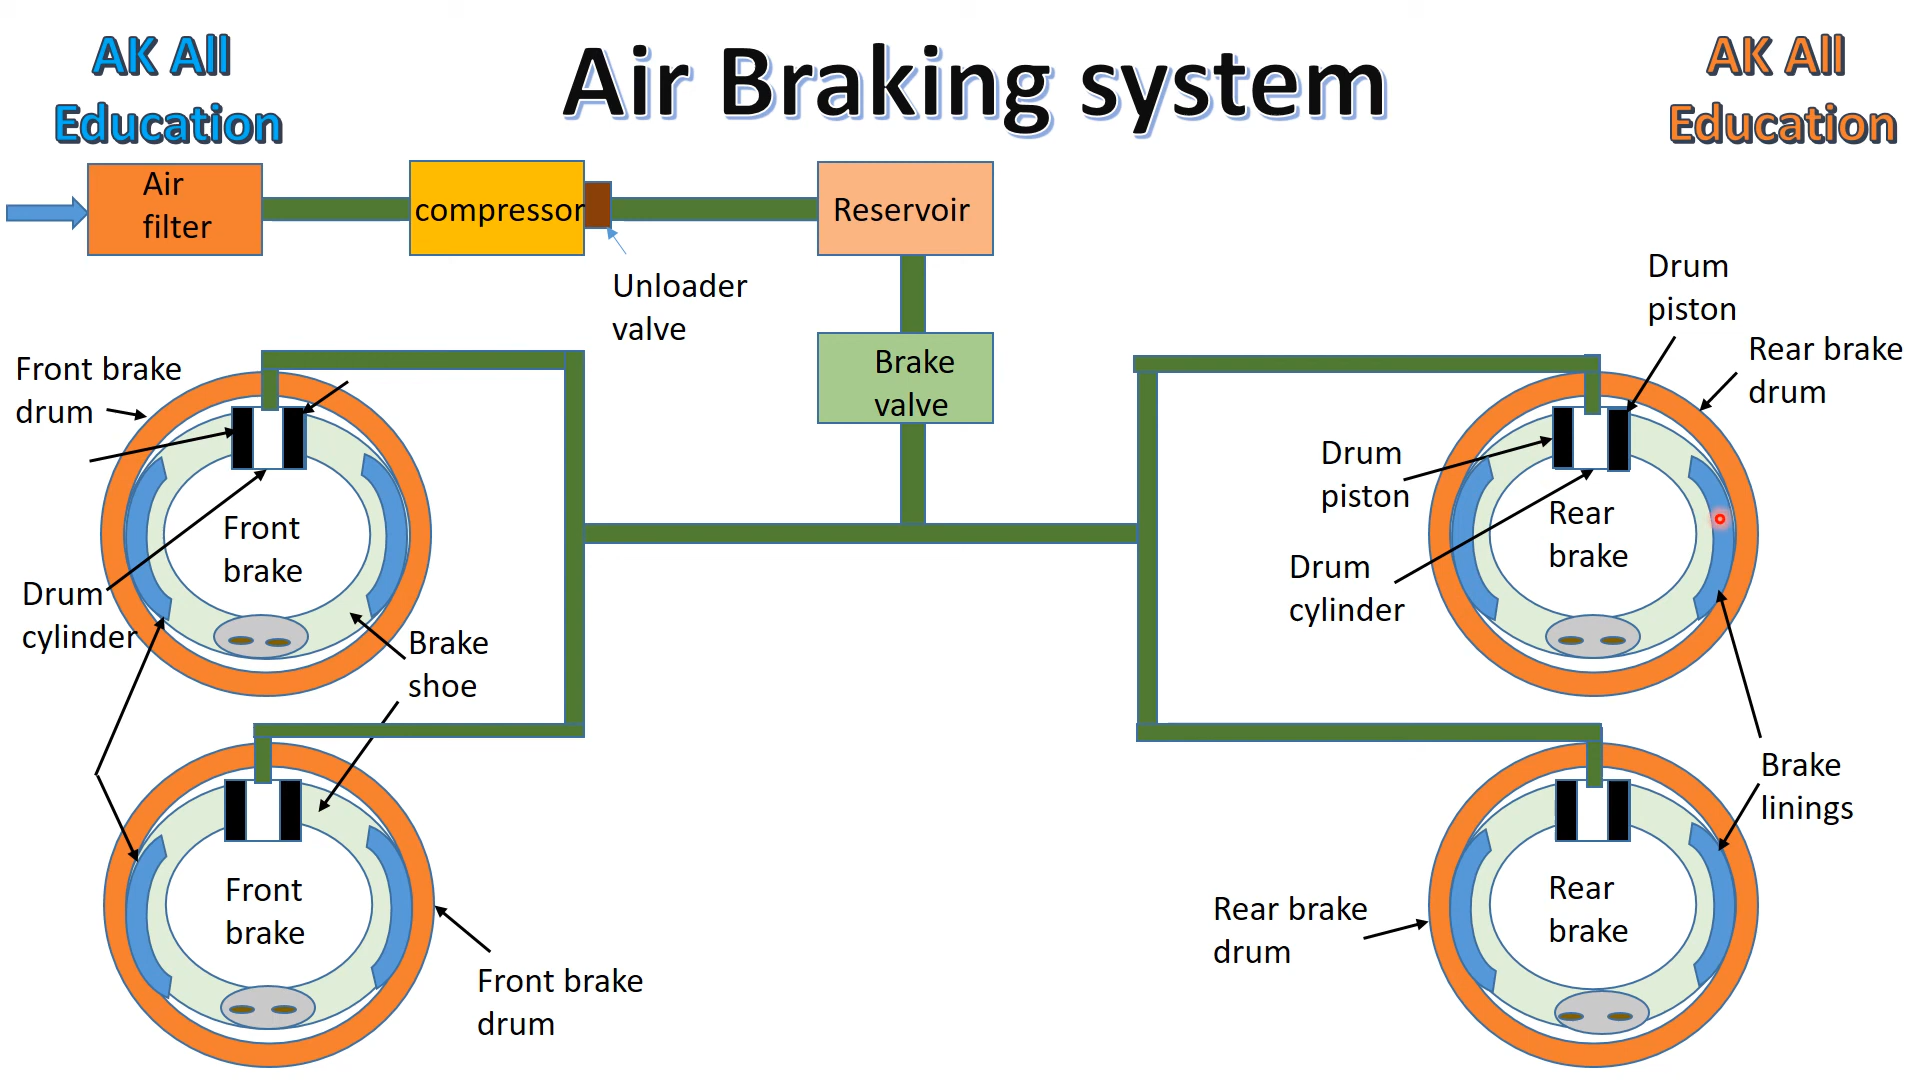 AK All
Education
Air Braking system
AK All
Education
Air
filter
compressor
Reservoir
Unloader
valve
Brake
valve
Drum
piston
Rear brake
drum
Front brake
drum
Drum
piston
Front
brake
Rear
brake
Drum
cylinder
Drum
cylinder
Brake
shoe
Brake
linings
Front
brake
Rear
brake
Rear brake
drum
Front brake
drum